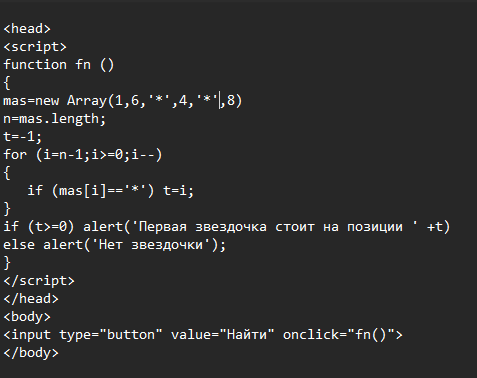 <head>
<script>
function fn ()
{
mas=new Array(1,6,'*',4,'*',8)
n=mas.length;
t=-1;
for (i=n-1;i>=0;i--)
{
   if (mas[i]=='*') t=i;
}
if (t>=0) alert('Первая звездочка стоит на позиции ' +t)
else alert('Нет звездочки');
}
</script>
</head>
<body>
<input type="button" value="Найти" onclick="fn()">
</body>